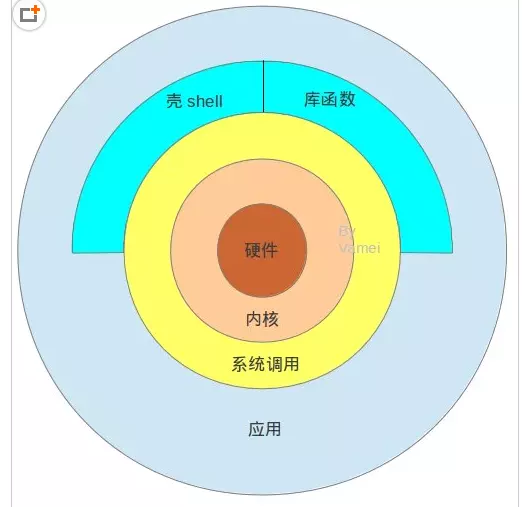 壳 shell
库函数
By
Vamei
硬件
内核
系统调用
应用